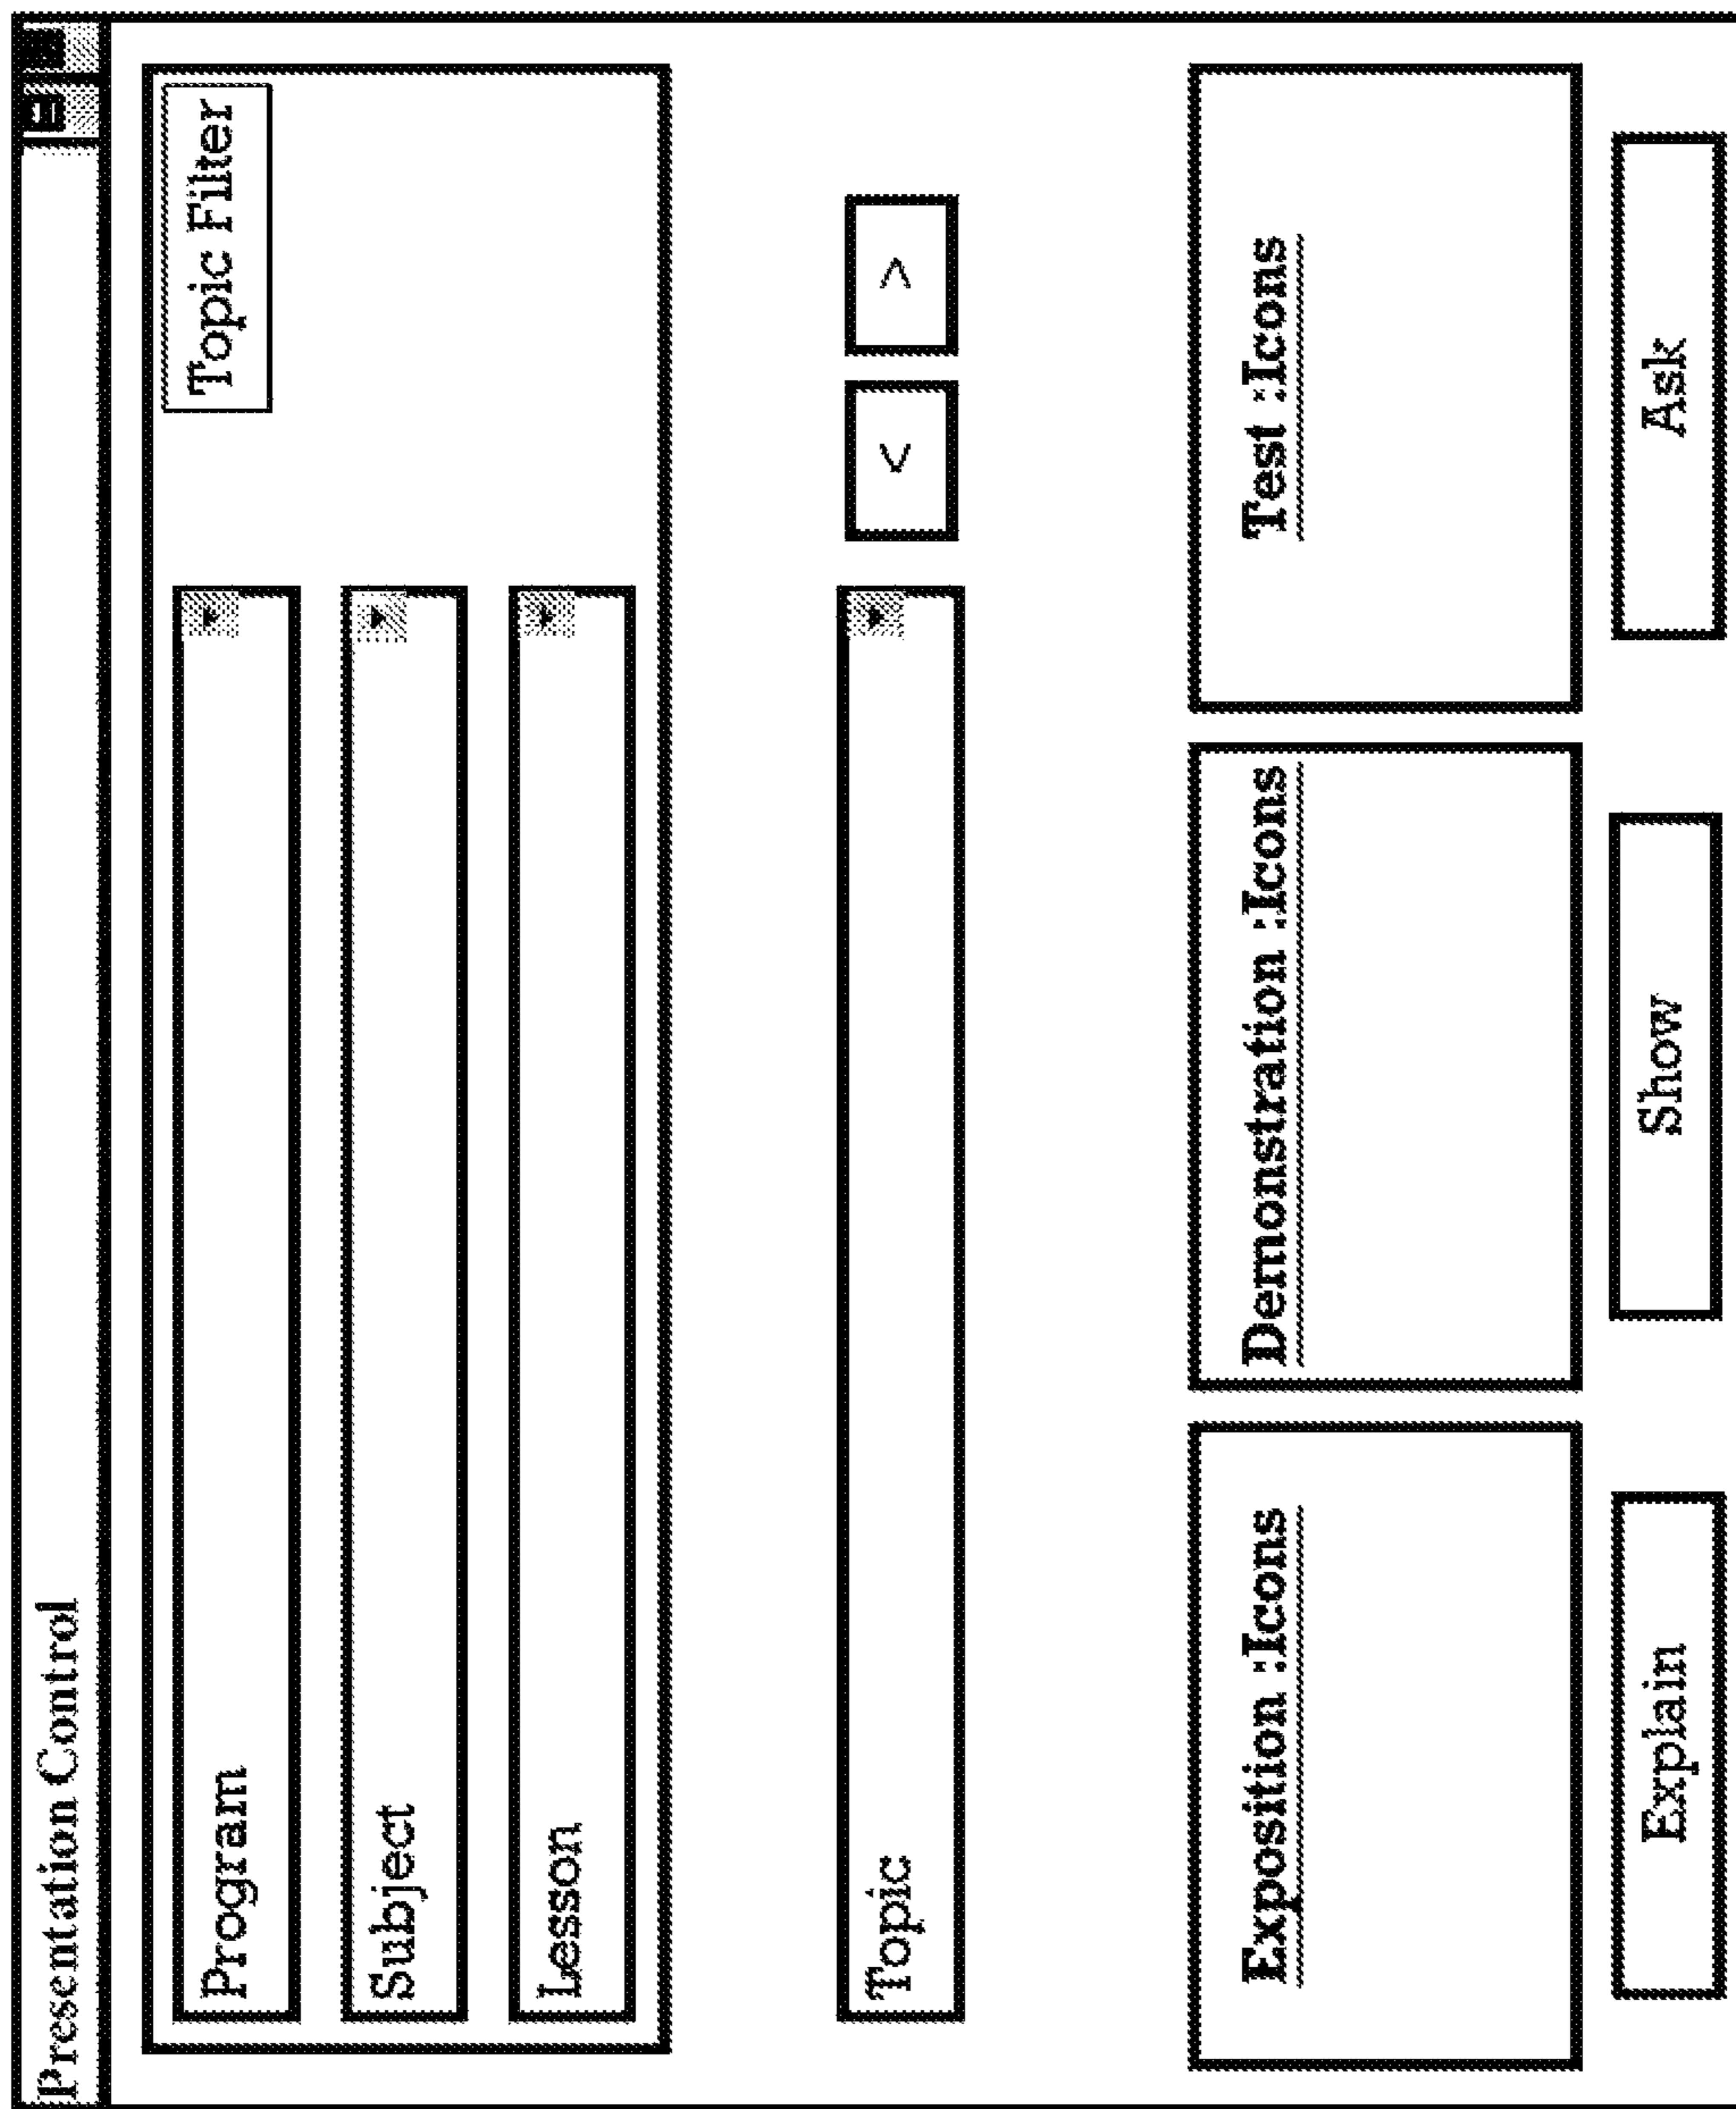 Presentation Control
Topic Filter
Program
Subject
Lesson
Topic
< >
Exposition :Icons
Demonstration :Icons
Test :Icons
Explain
Show
Ask